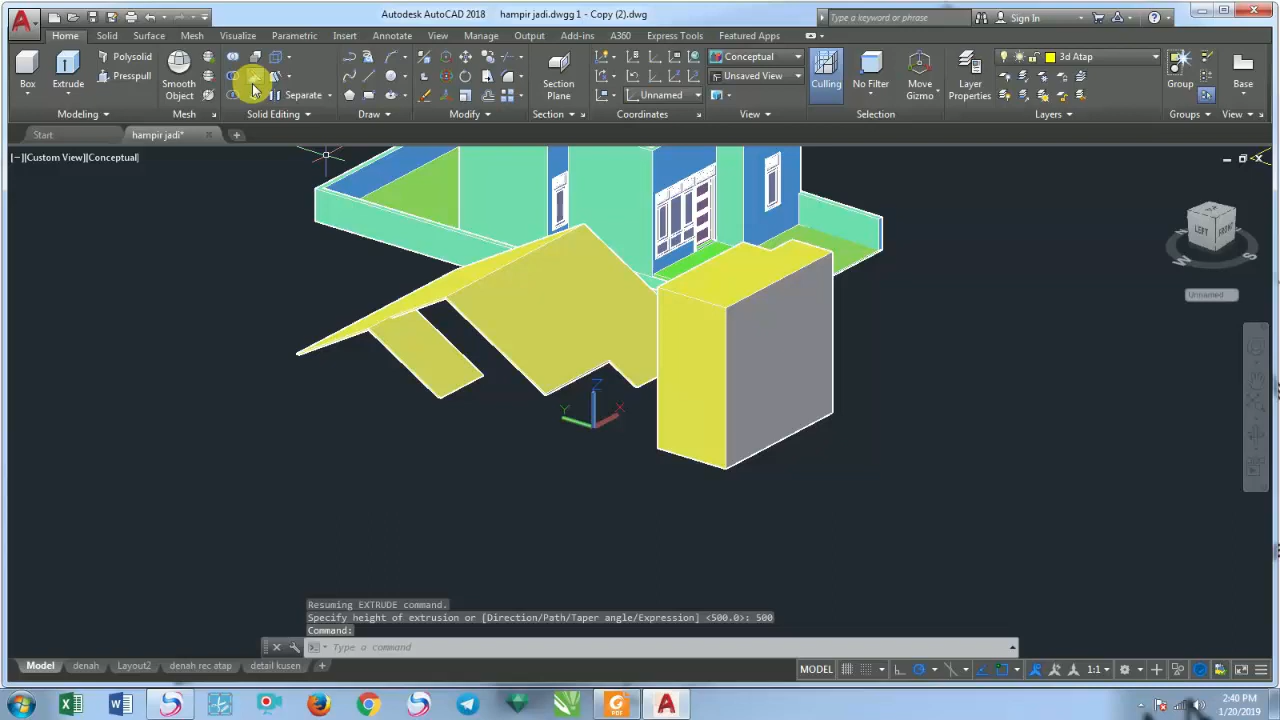 Autodesk AutoCAD 2018 hampir jadi.dwgg 1 - Copy (2).dwg
Type a keyword or phrase
Sign In
Home Solid Surface Mesh Visualize Parametric Insert Annotate View Manage Output Add-ins A360 Express Tools Featured Apps
Polysolid
Presspull
Conceptual
Unsaved View
3d Atap
Box Extrude
Smooth
Object
Separate
Section
Plane
Unnamed
Culling No Filter Move
Gizmo
Layer
Properties
Group Base
Modeling Mesh Solid Editing Draw Modify Section Coordinates View Selection Layers Groups View
Start hampir jadi*
[−][Custom View][Conceptual]
LEFT FRONT
W S
Unnamed
Z
Y X
Resuming EXTRUDE command.
Specify height of extrusion or [Direction/Path/Taper angle/Expression] <500.0>: 500
Command:
Type a command
Model denah Layout2 denah rec atap detail kusen
MODEL 1:1
2:40 PM
1/20/2019